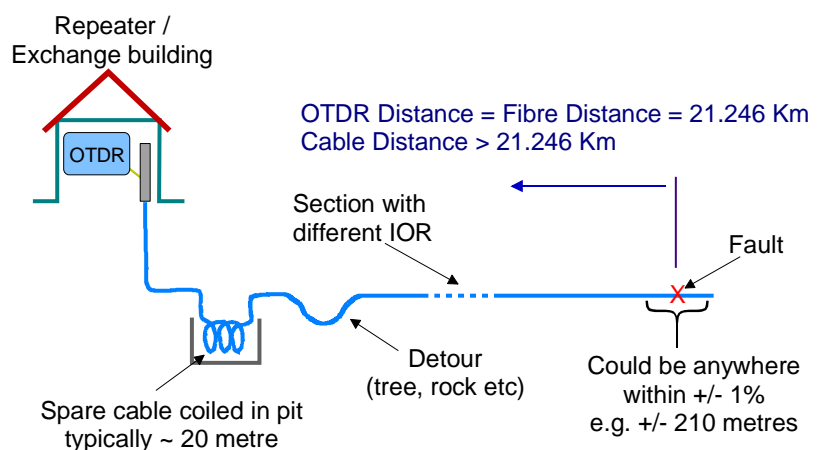 Repeater /
Exchange building
OTDR
OTDR Distance = Fibre Distance = 21.246 Km
Cable Distance > 21.246 Km
Section with
different IOR
Fault
X
Detour
(tree, rock etc)
Could be anywhere
within +/- 1%
e.g. +/- 210 metres
Spare cable coiled in pit
typically ~ 20 metre